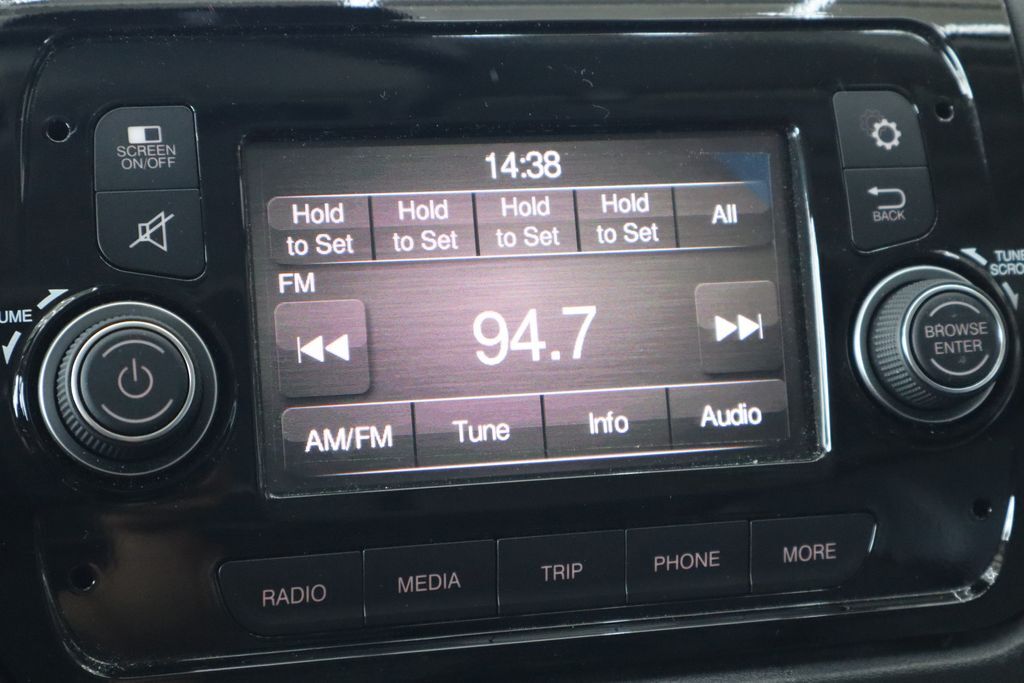 SCREEN
ON/OFF
14:38
Hold
to Set
Hold
to Set
Hold
to Set
Hold
to Set
All
BACK
FM
94.7
TUNE
BROWSE
ENTER
AM/FM
Tune
Info
Audio
RADIO
MEDIA
TRIP
PHONE
MORE